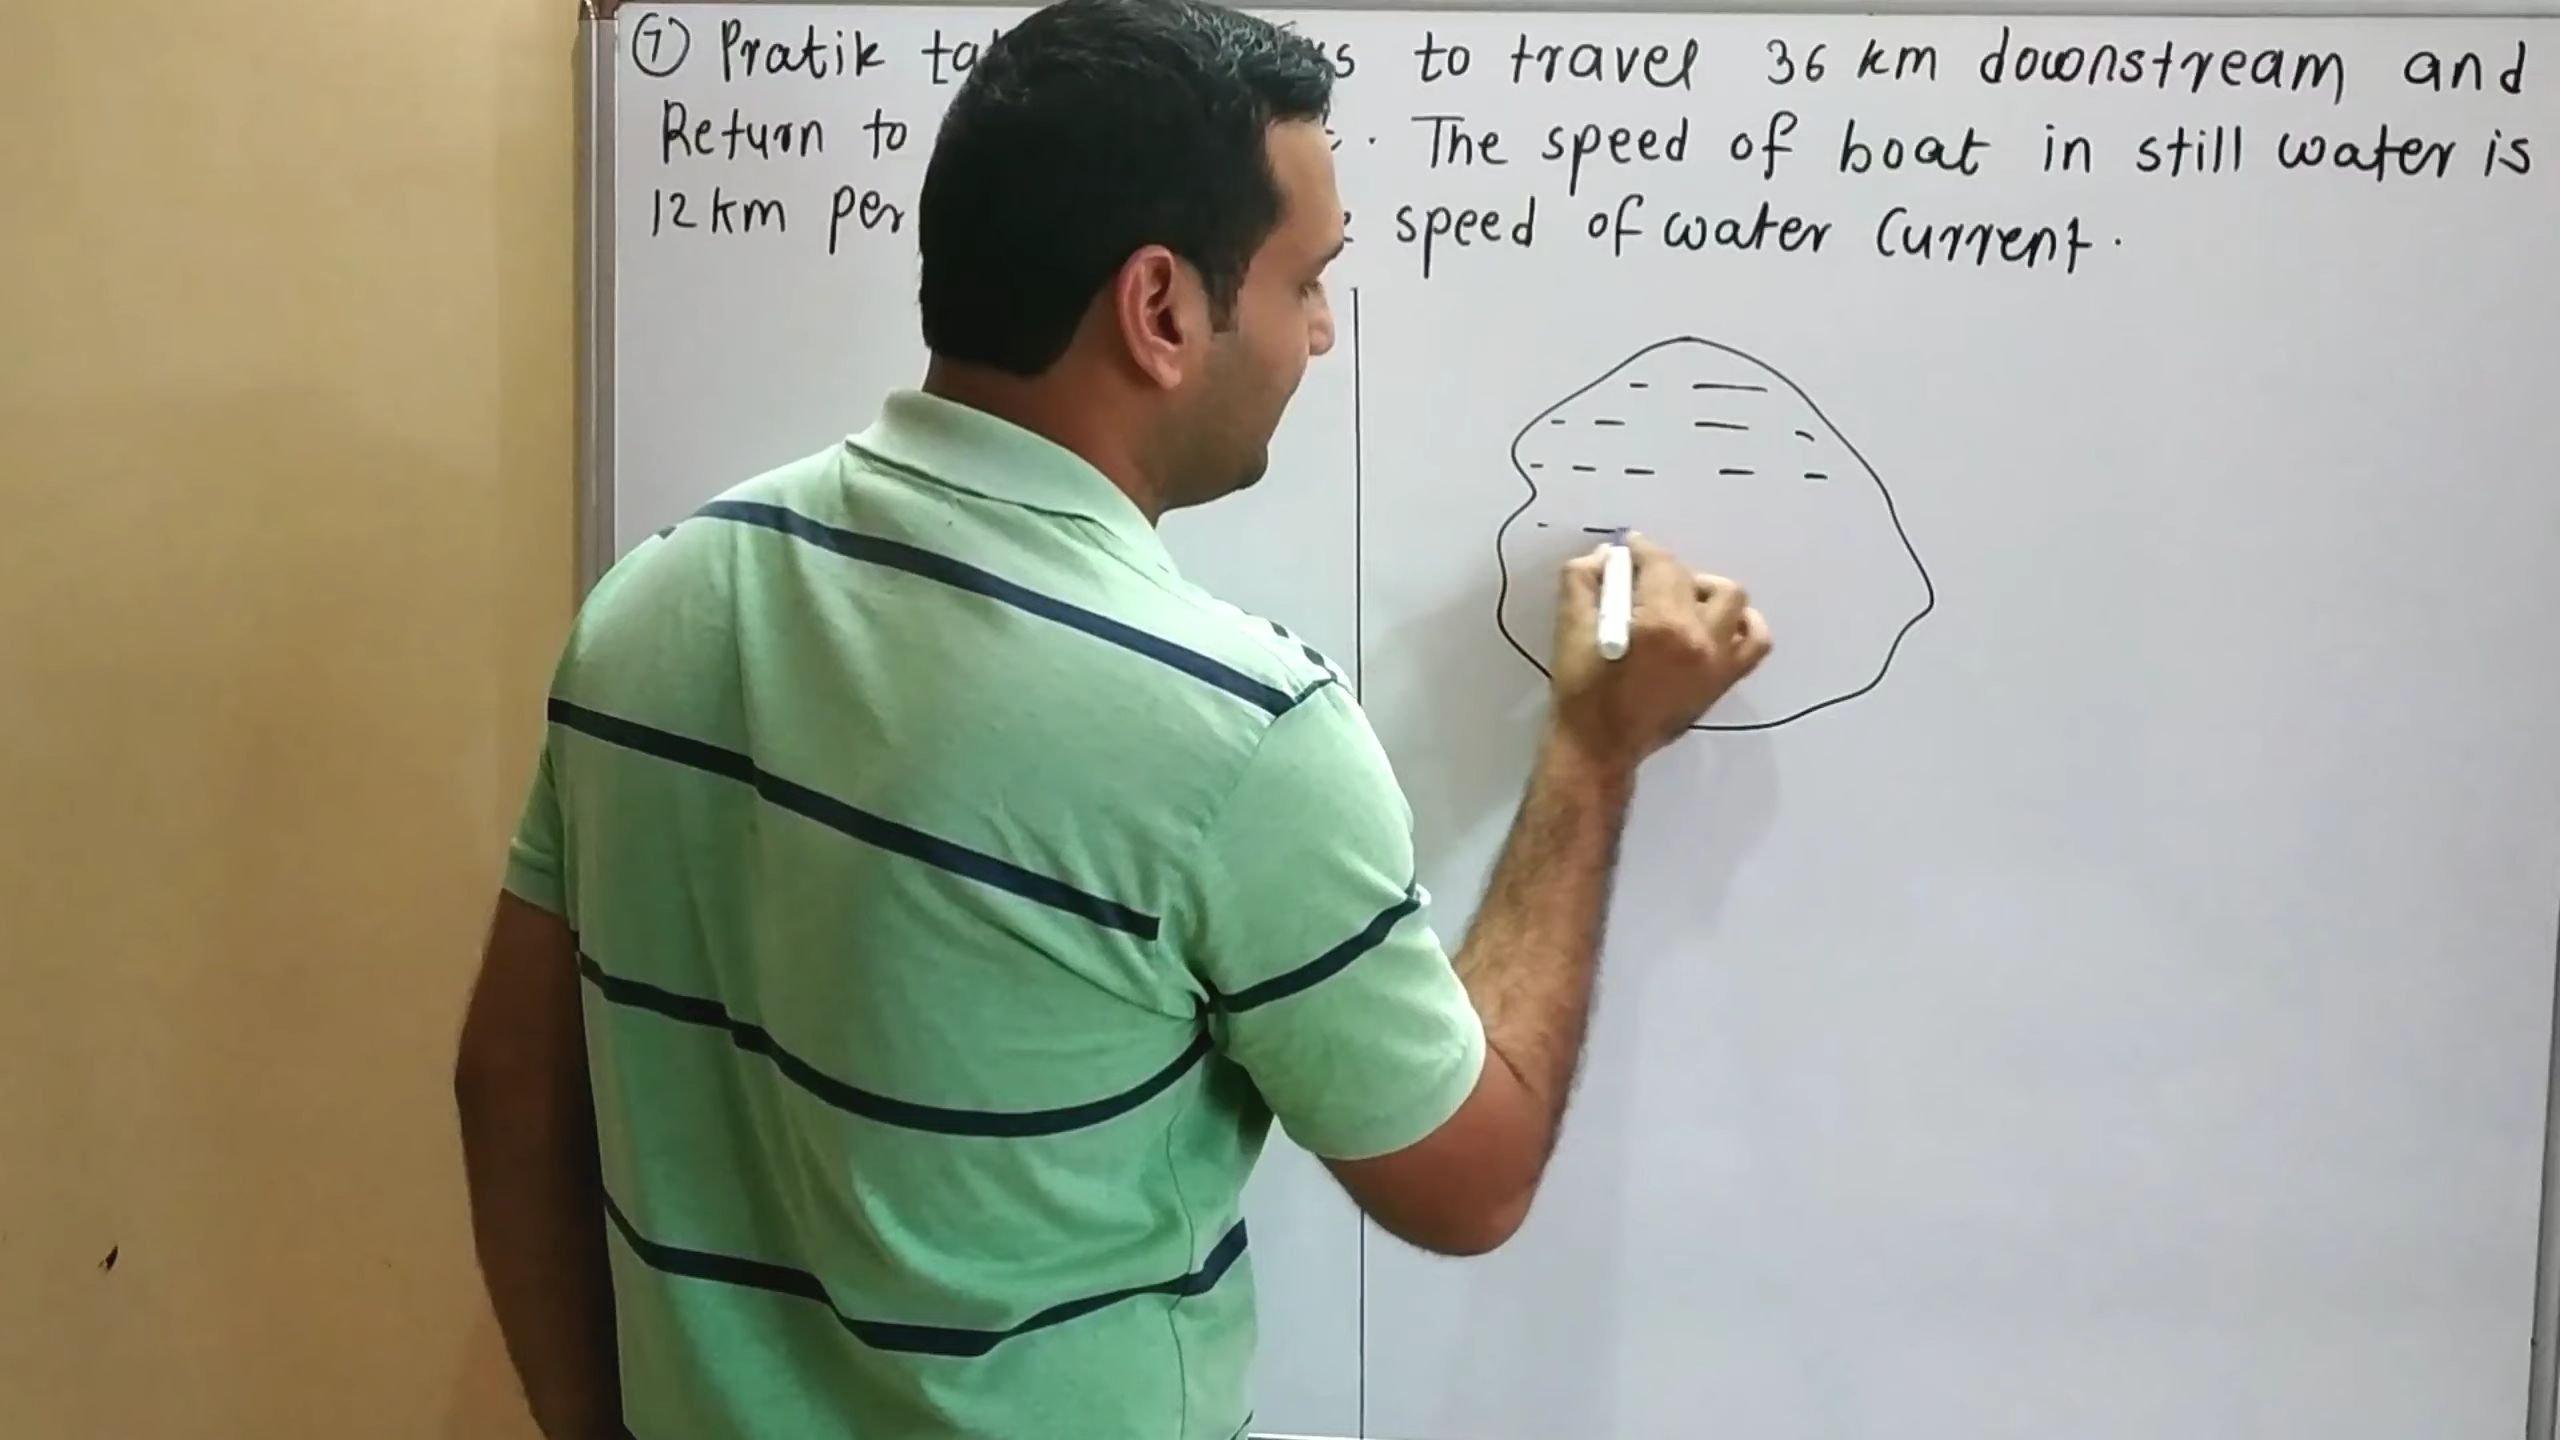 ⑦ Pratik to travel 36 km downstream and
Return to . The speed of boat in still water is
12 km per speed of water current.